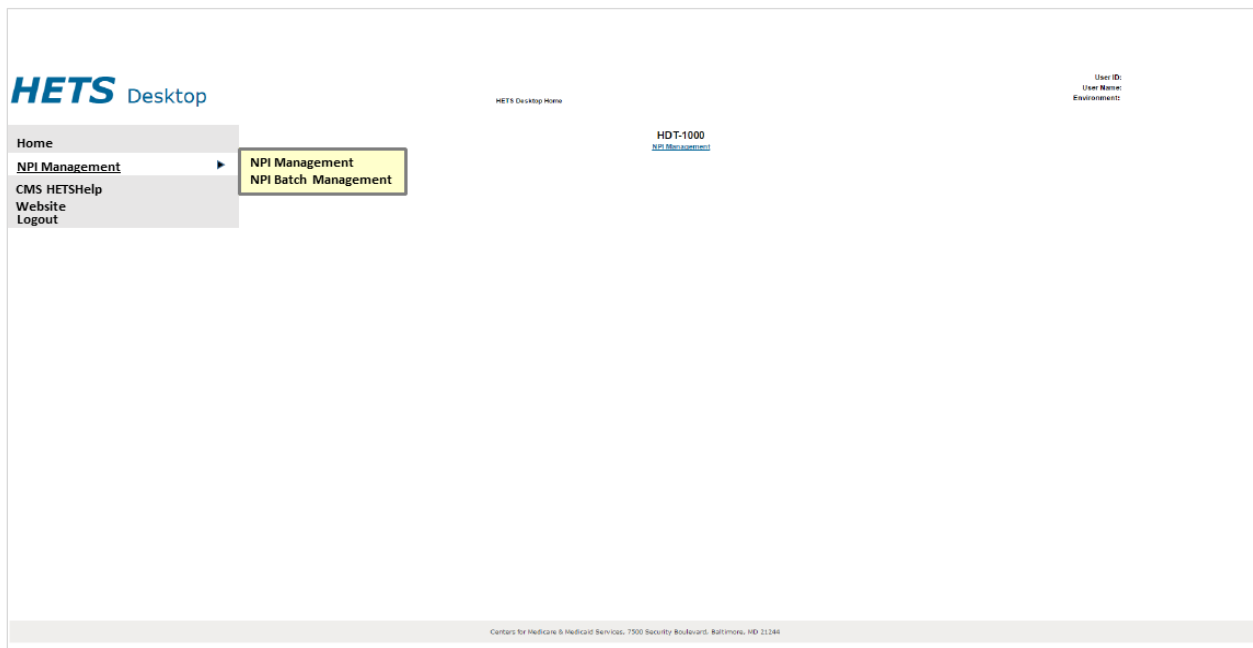 HETS Desktop
HETS Desktop Home
User ID:
User Name:
Environment:
Home
NPI Management
CMS HETSHelp
Website
Logout
NPI Management
NPI Batch Management
HDT-1000
NPI Management
Centers for Medicare & Medicaid Services, 7500 Security Boulevard, Baltimore, MD 21244